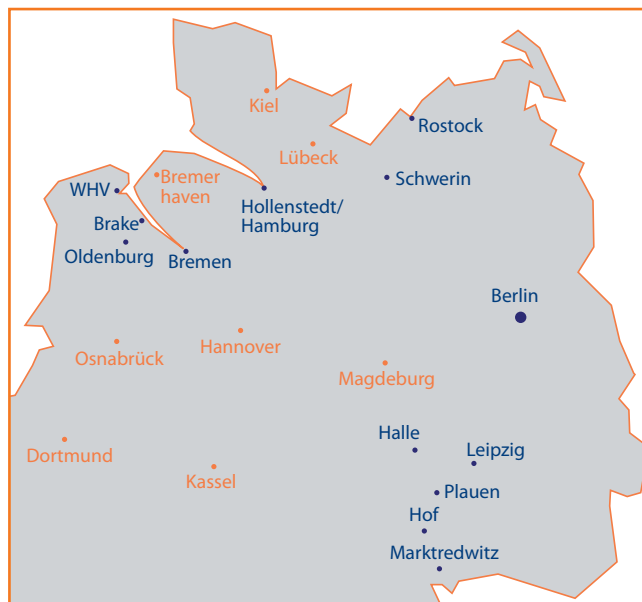 Kiel
Rostock
Lübeck
Bremer
haven
Schwerin
WHV
Hollenstedt/
Hamburg
Brake
Oldenburg
Bremen
Berlin
Hannover
Osnabrück
Magdeburg
Halle
Leipzig
Dortmund
Kassel
Plauen
Hof
Marktredwitz